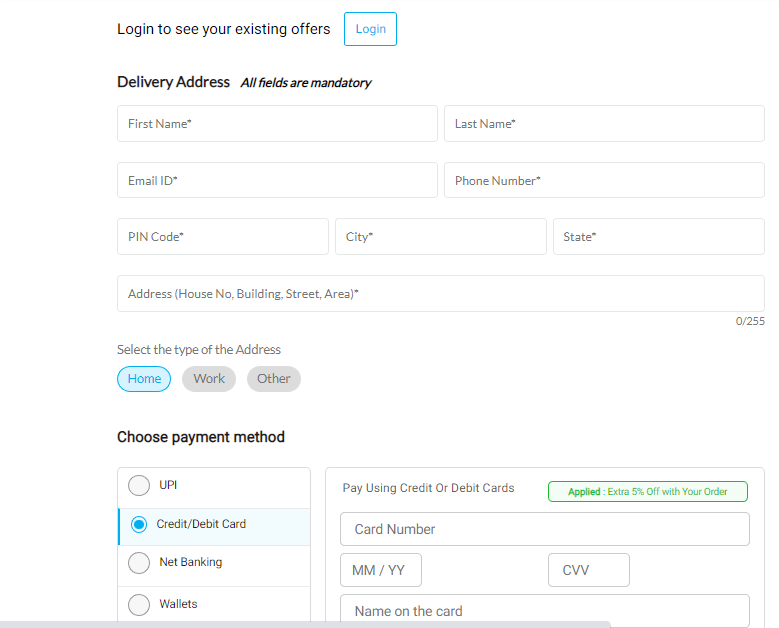 Login to see your existing offers Login
Delivery Address All fields are mandatory
First Name* Last Name*
Email ID* Phone Number*
PIN Code* City* State*
Address (House No, Building, Street, Area)*
0/255
Select the type of the Address
Home Work Other
Choose payment method
UPI
Credit/Debit Card
Net Banking
Wallets
Pay Using Credit Or Debit Cards Applied : Extra 5% Off with Your Order
Card Number
MM / YY CVV
Name on the card